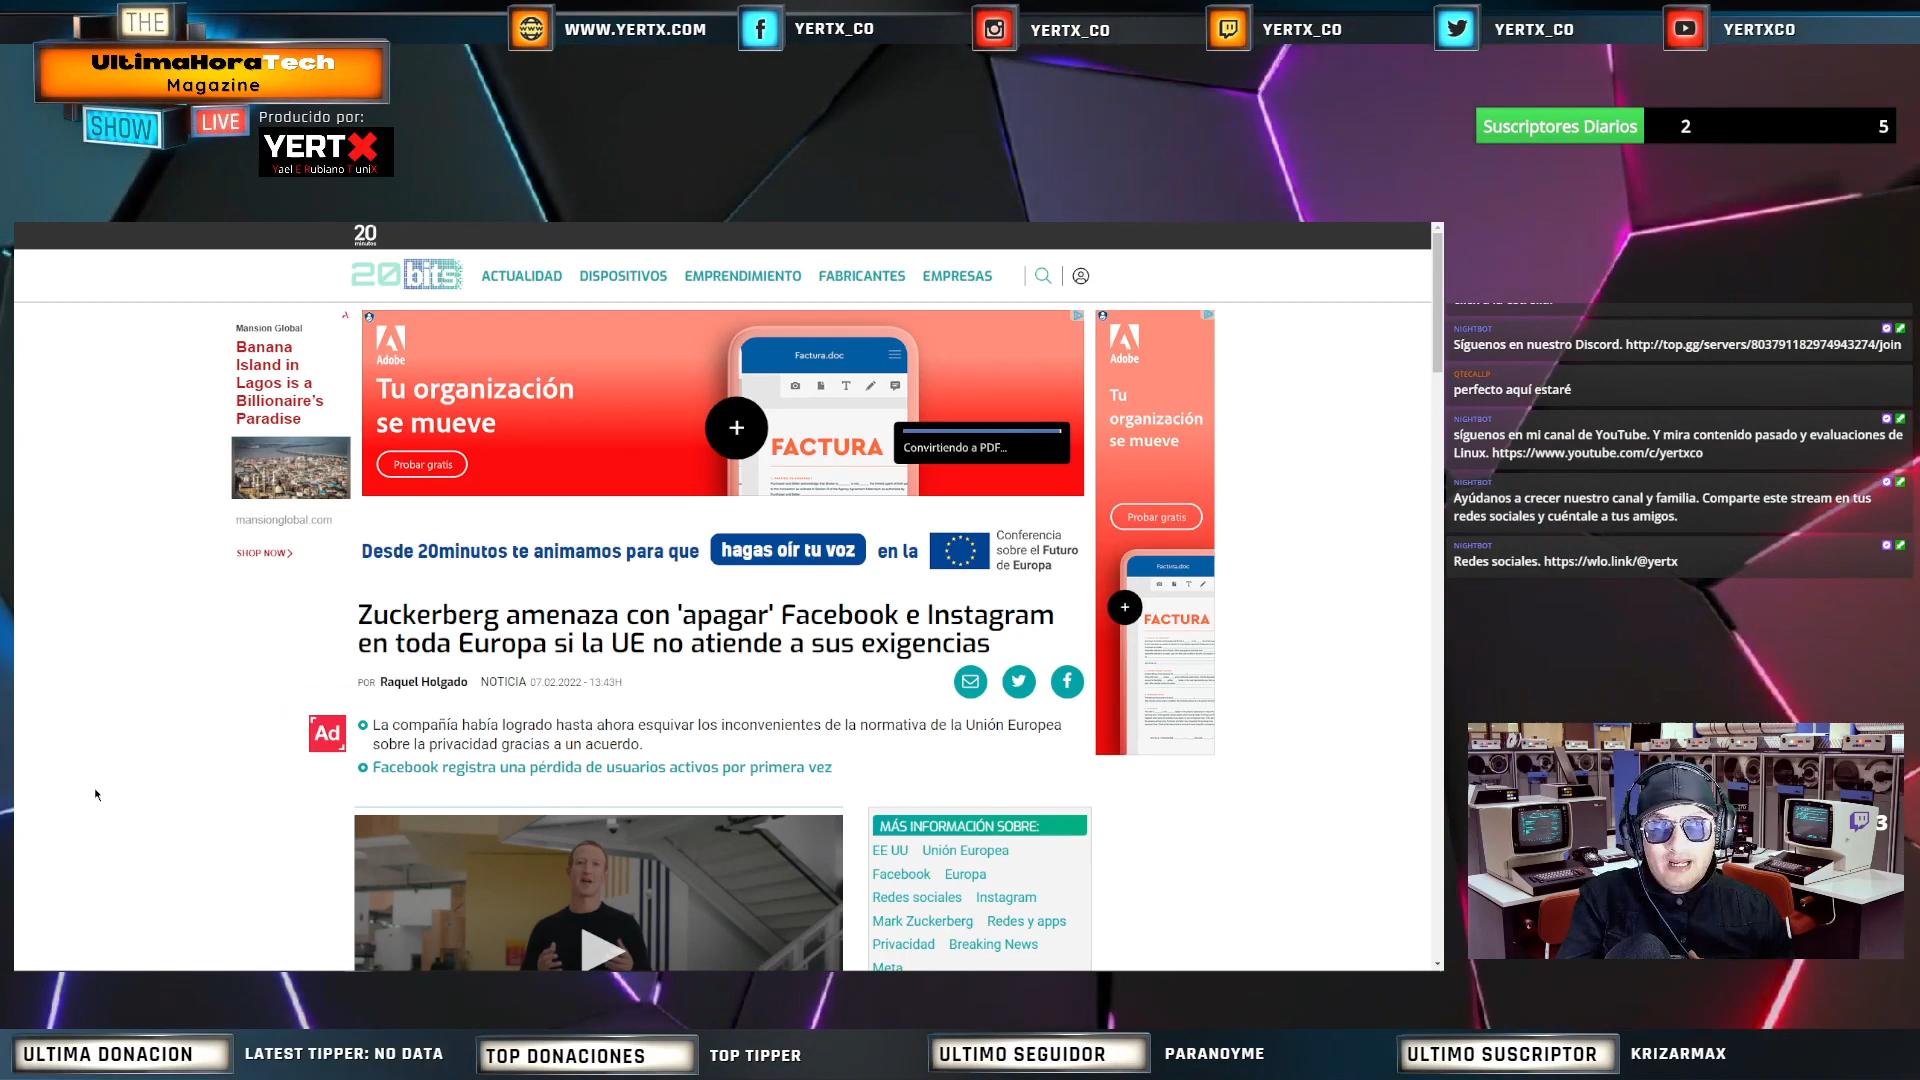 THE
UltimaHoraTech
Magazine
SHOW
LIVE
Producido por:
YERTX
Yael E Rubiano T uniX
WWW.YERTX.COM
YERTX_CO
YERTX_CO
YERTX_CO
YERTX_CO
YERTXCO
Suscriptores Diarios 2 5
20
minutos
20bits
ACTUALIDAD DISPOSITIVOS EMPRENDIMIENTO FABRICANTES EMPRESAS
Mansion Global
Banana
Island in
Lagos is a
Billionaire's
Paradise
mansionglobal.com
SHOP NOW
Adobe
Tu organización
se mueve
Probar gratis
Factura.doc
FACTURA
Convirtiendo a PDF...
Adobe
Tu
organización
se mueve
Probar gratis
Factura.doc
FACTURA
Desde 20minutos te animamos para que hagas oír tu voz en la
Conferencia
sobre el Futuro
de Europa
Zuckerberg amenaza con 'apagar' Facebook e Instagram
en toda Europa si la UE no atiende a sus exigencias
POR Raquel Holgado NOTICIA 07.02.2022 - 13:43H
Ad
La compañía había logrado hasta ahora esquivar los inconvenientes de la normativa de la Unión Europea
sobre la privacidad gracias a un acuerdo.
Facebook registra una pérdida de usuarios activos por primera vez
MÁS INFORMACIÓN SOBRE:
EE UU Unión Europea
Facebook Europa
Redes sociales Instagram
Mark Zuckerberg Redes y apps
Privacidad Breaking News
Meta
NIGHTBOT
Síguenos en nuestro Discord. http://top.gg/servers/803791182974943274/join
QTECALLP
perfecto aquí estaré
NIGHTBOT
síguenos en mi canal de YouTube. Y mira contenido pasado y evaluaciones de
Linux. https://www.youtube.com/c/yertxco
NIGHTBOT
Ayúdanos a crecer nuestro canal y familia. Comparte este stream en tus
redes sociales y cuéntale a tus amigos.
NIGHTBOT
Redes sociales. https://wlo.link/@yertx
3
ULTIMA DONACION LATEST TIPPER: NO DATA
TOP DONACIONES TOP TIPPER
ULTIMO SEGUIDOR PARANOYME
ULTIMO SUSCRIPTOR KRIZARMAX